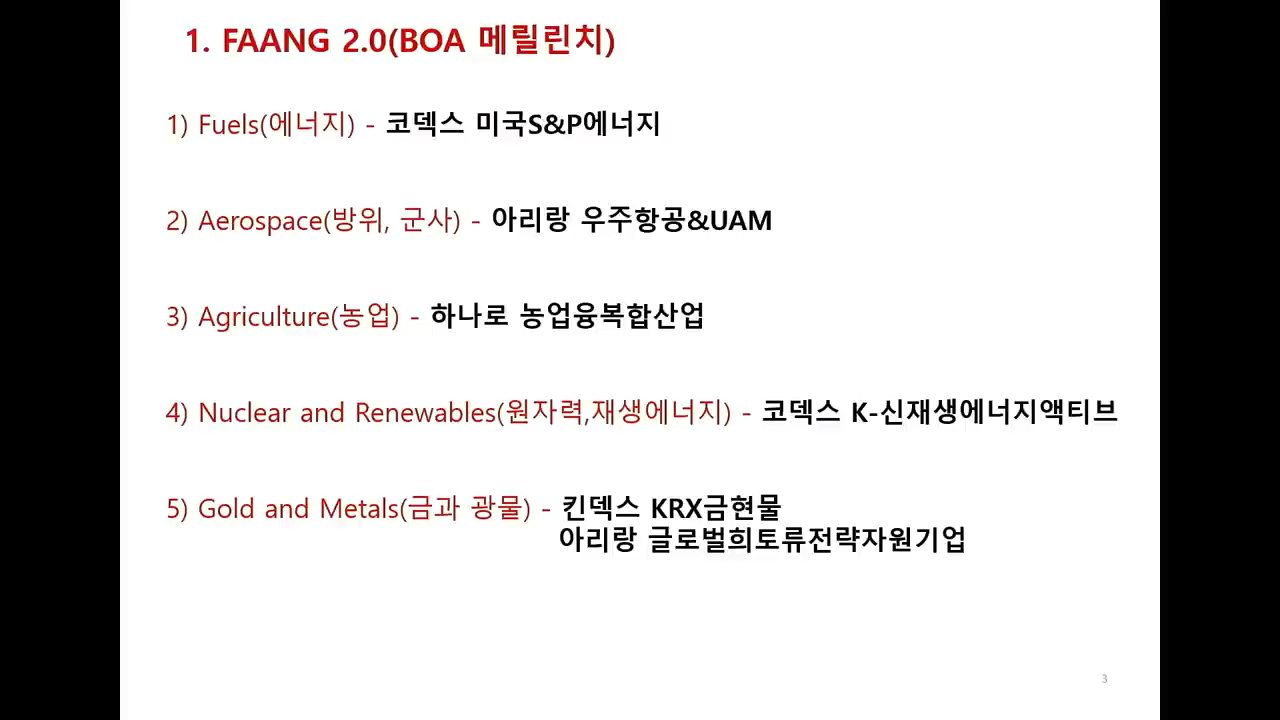 1. FAANG 2.0(BOA 메릴린치)
1) Fuels(에너지) - 코덱스 미국S&P에너지
2) Aerospace(방위, 군사) - 아리랑 우주항공&UAM
3) Agriculture(농업) - 하나로 농업융복합산업
4) Nuclear and Renewables(원자력,재생에너지) - 코덱스 K-신재생에너지액티브
5) Gold and Metals(금과 광물) - 킨덱스 KRX금현물
아리랑 글로벌희토류전략자원기업
3